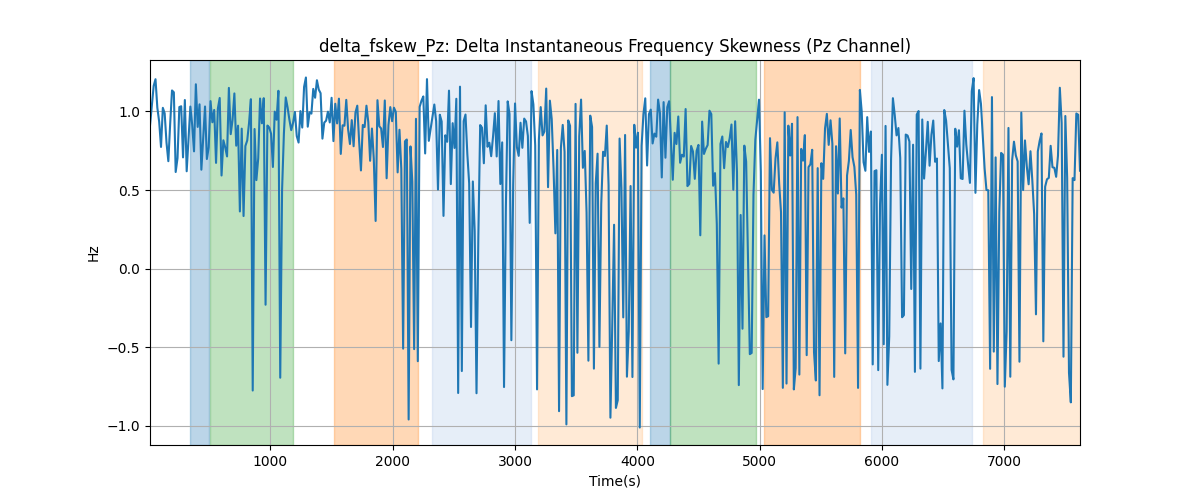 delta_fskew_Pz: Delta Instantaneous Frequency Skewness (Pz Channel)
1.0
0.5
0.0
−0.5
−1.0
Hz
1000 2000 3000 4000 5000 6000 7000
Time(s)